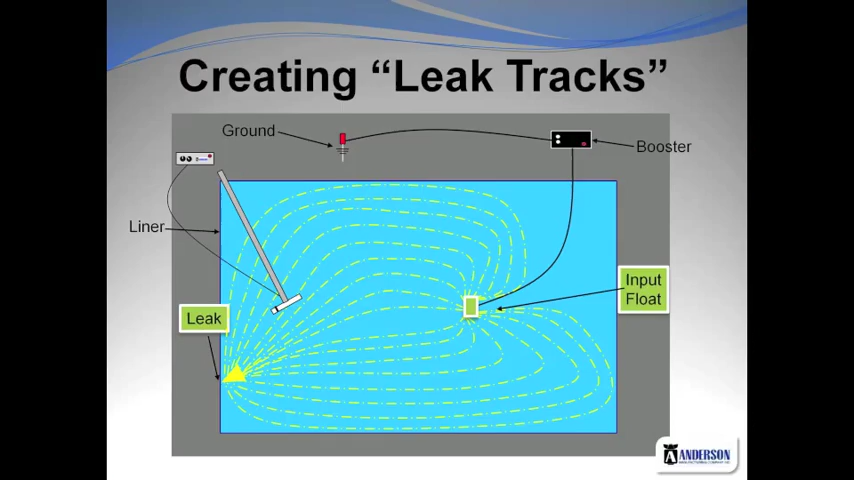 Creating “Leak Tracks”
Ground
Booster
Liner
Input
Float
Leak
ANDERSON